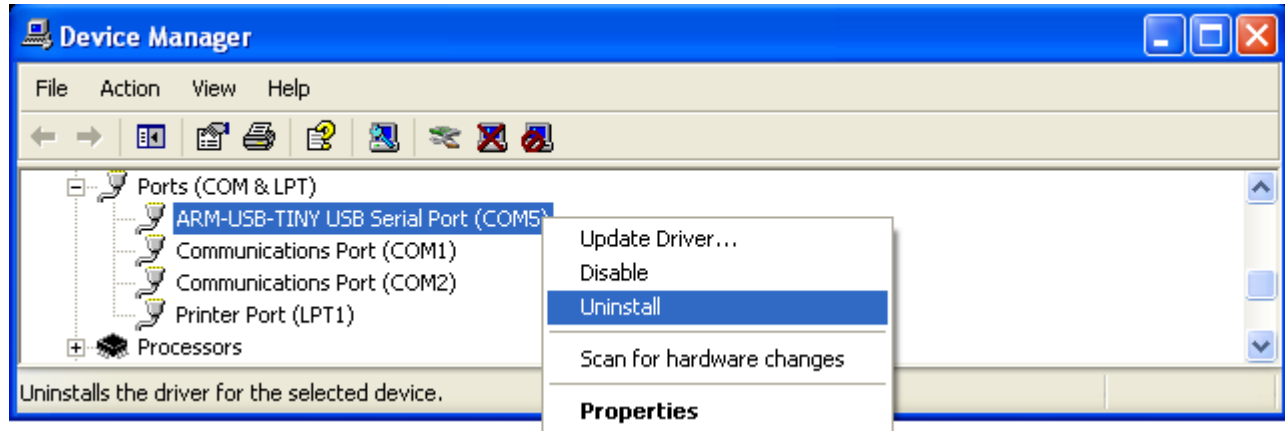 Device Manager
File Action View Help
Ports (COM & LPT)
ARM-USB-TINY USB Serial Port (COM5)
Communications Port (COM1)
Communications Port (COM2)
Printer Port (LPT1)
Processors
Update Driver...
Disable
Uninstall
Scan for hardware changes
Properties
Uninstalls the driver for the selected device.